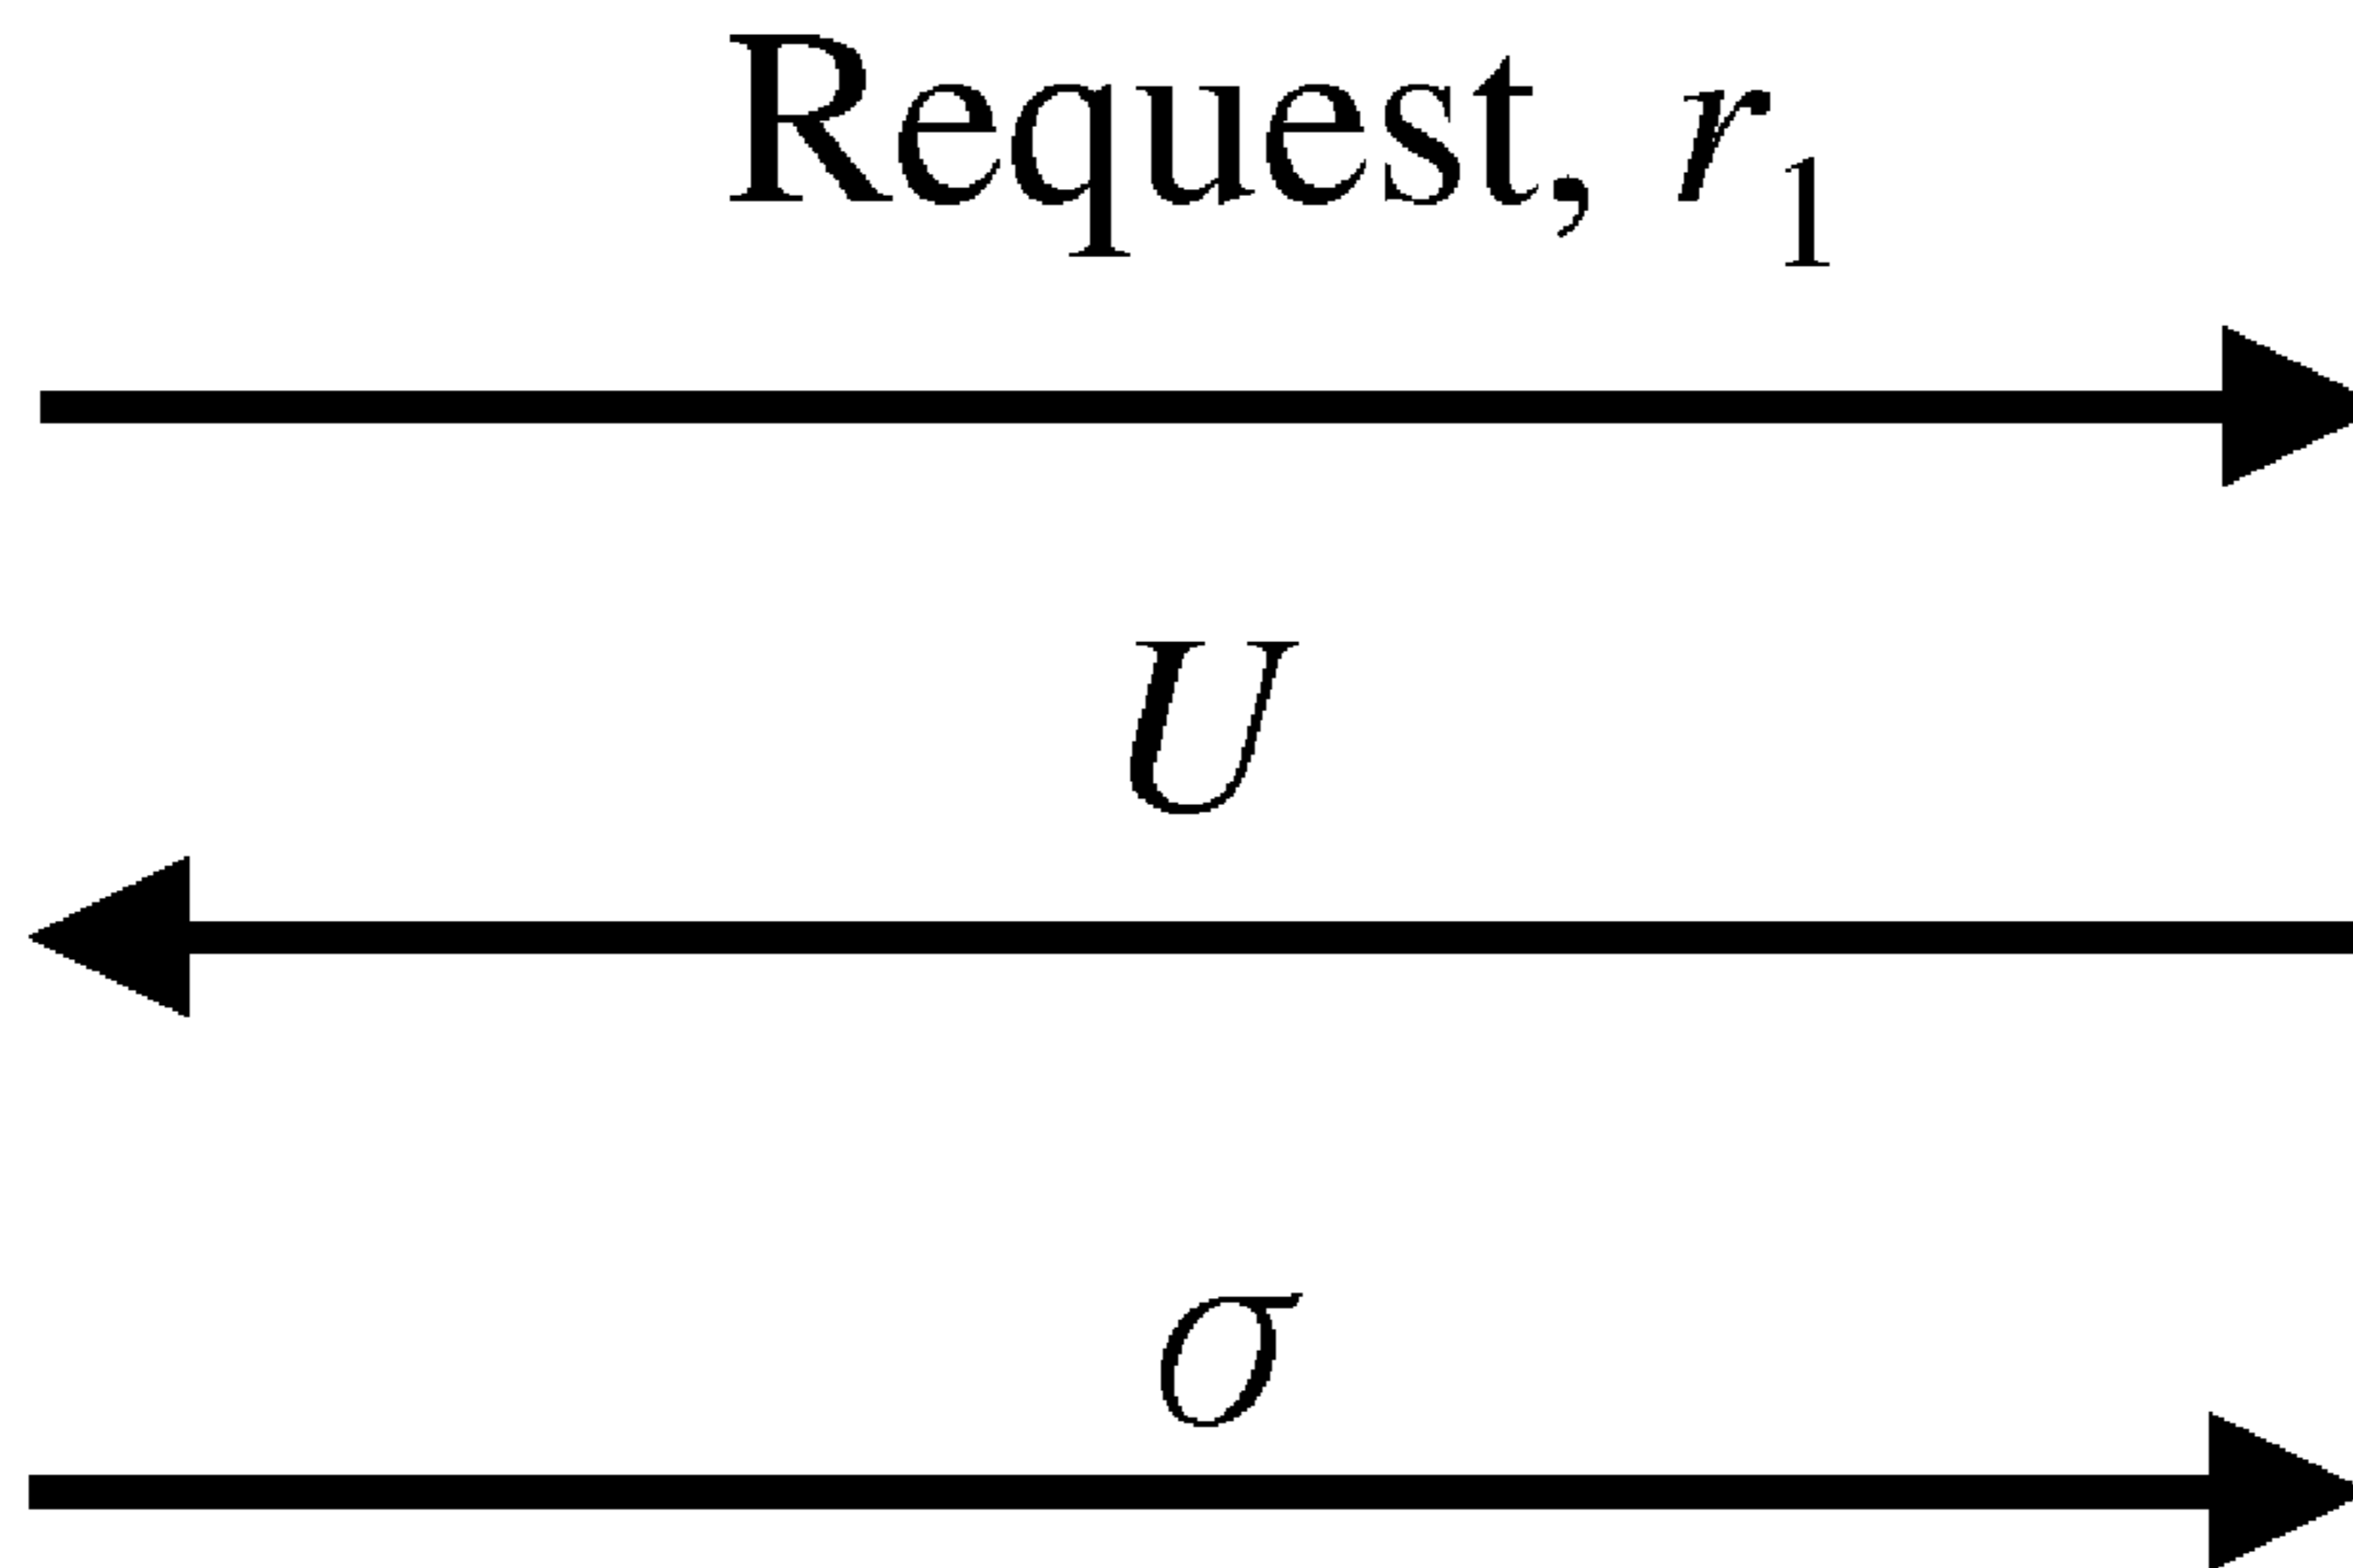 Request, r₁
U
σ